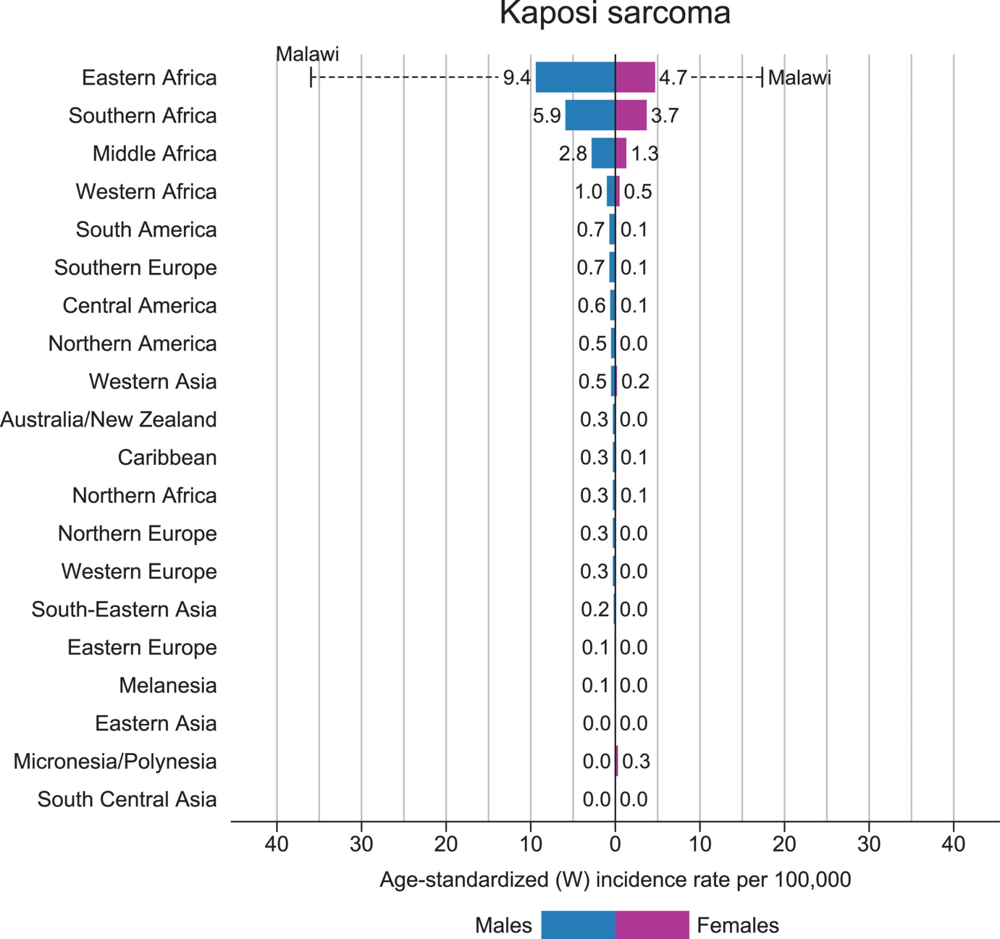 Kaposi sarcoma
Malawi
Eastern Africa 9.4 4.7 Malawi
Southern Africa 5.9 3.7
Middle Africa 2.8 1.3
Western Africa 1.0 0.5
South America 0.7 0.1
Southern Europe 0.7 0.1
Central America 0.6 0.1
Northern America 0.5 0.0
Western Asia 0.5 0.2
Australia/New Zealand 0.3 0.0
Caribbean 0.3 0.1
Northern Africa 0.3 0.1
Northern Europe 0.3 0.0
Western Europe 0.3 0.0
South-Eastern Asia 0.2 0.0
Eastern Europe 0.1 0.0
Melanesia 0.1 0.0
Eastern Asia 0.0 0.0
Micronesia/Polynesia 0.0 0.3
South Central Asia 0.0 0.0
40 30 20 10 0 10 20 30 40
Age-standardized (W) incidence rate per 100,000
Males Females